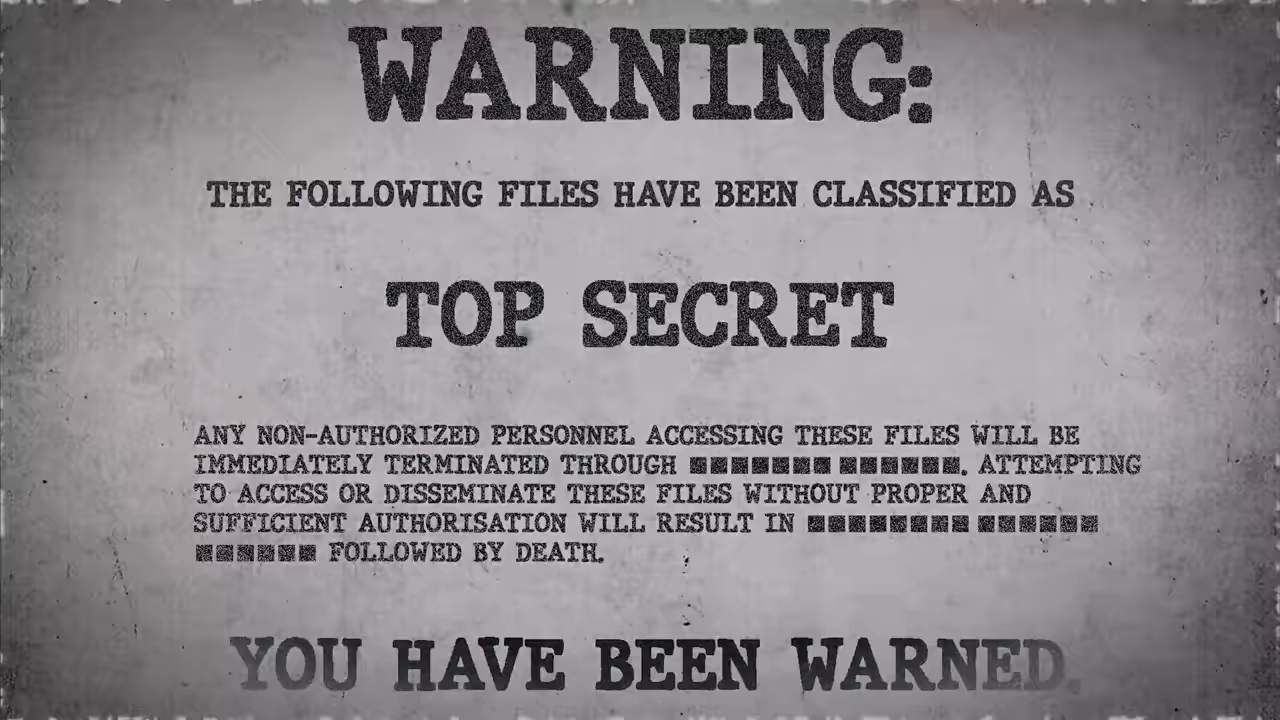 WARNING:
THE FOLLOWING FILES HAVE BEEN CLASSIFIED AS
TOP SECRET
ANY NON-AUTHORIZED PERSONNEL ACCESSING THESE FILES WILL BE
IMMEDIATELY TERMINATED THROUGH ■■■■■■■ ■■■■■■. ATTEMPTING
TO ACCESS OR DISSEMINATE THESE FILES WITHOUT PROPER AND
SUFFICIENT AUTHORISATION WILL RESULT IN ■■■■■■■■ ■■■■■■
■■■■■■ FOLLOWED BY DEATH.
YOU HAVE BEEN WARNED.